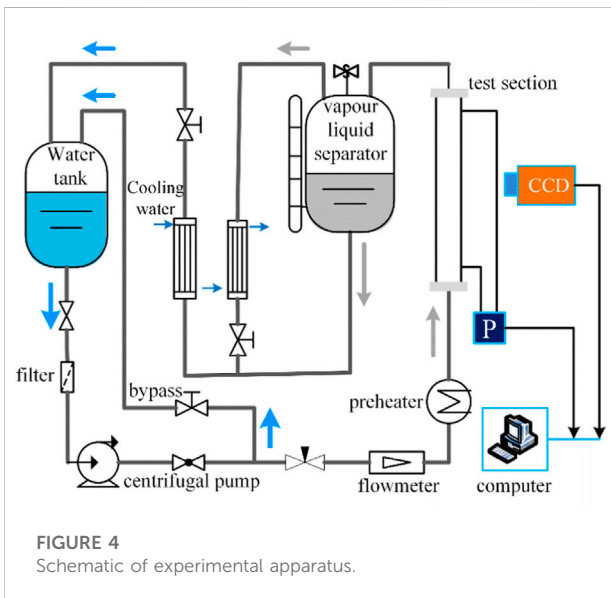 test section
vapour
liquid
separator
Water
tank
Cooling
water
CCD
P
filter
bypass
preheater
centrifugal pump
flowmeter
computer
FIGURE 4
Schematic of experimental apparatus.